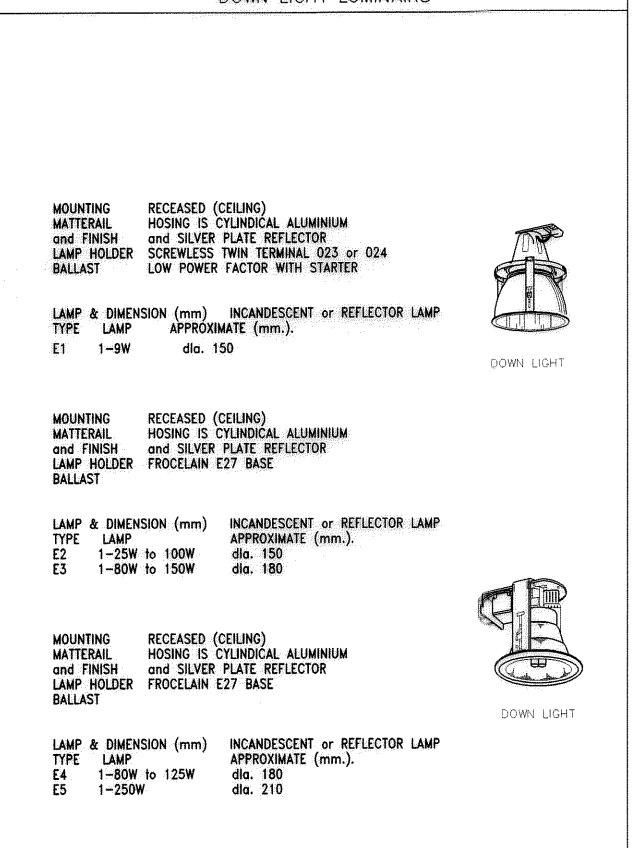 DOWN LIGHT LUMINAIRS
MOUNTING RECEASED (CEILING)
MATTERAIL HOSING IS CYLINDICAL ALUMINIUM
and FINISH and SILVER PLATE REFLECTOR
LAMP HOLDER SCREWLESS TWIN TERMINAL 023 or 024
BALLAST LOW POWER FACTOR WITH STARTER
LAMP & DIMENSION (mm) INCANDESCENT or REFLECTOR LAMP
TYPE LAMP APPROXIMATE (mm.).
E1 1-9W dia. 150
DOWN LIGHT
MOUNTING RECEASED (CEILING)
MATTERAIL HOSING IS CYLINDICAL ALUMINIUM
and FINISH and SILVER PLATE REFLECTOR
LAMP HOLDER FROCELAIN E27 BASE
BALLAST
LAMP & DIMENSION (mm) INCANDESCENT or REFLECTOR LAMP
TYPE LAMP APPROXIMATE (mm.).
E2 1-25W to 100W dia. 150
E3 1-80W to 150W dia. 180
MOUNTING RECEASED (CEILING)
MATTERAIL HOSING IS CYLINDICAL ALUMINIUM
and FINISH and SILVER PLATE REFLECTOR
LAMP HOLDER FROCELAIN E27 BASE
BALLAST
DOWN LIGHT
LAMP & DIMENSION (mm) INCANDESCENT or REFLECTOR LAMP
TYPE LAMP APPROXIMATE (mm.).
E4 1-80W to 125W dia. 180
E5 1-250W dia. 210